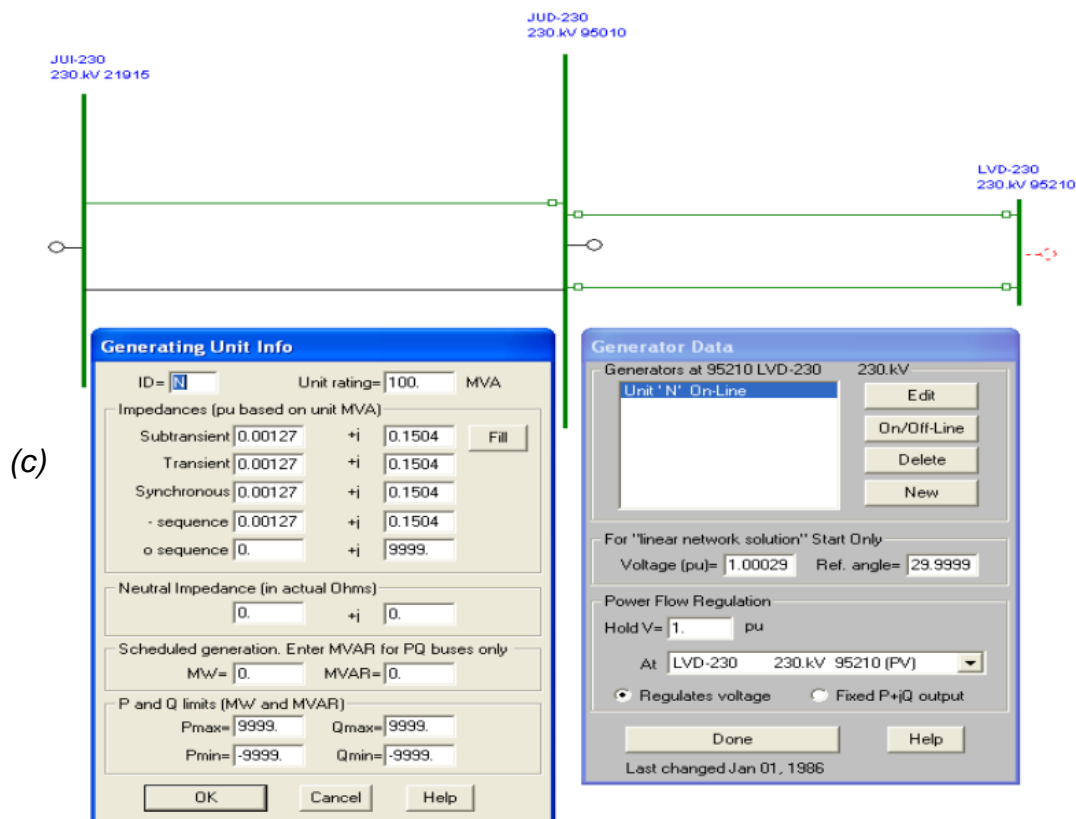 JUD-230
230.kV 95010
JUI-230
230.kV 21915
LVD-230
230.kV 95210
(c)
Generating Unit Info
ID= N Unit rating= 100. MVA
Impedances (pu based on unit MVA)
Subtransient 0.00127 +j 0.1504 Fill
Transient 0.00127 +j 0.1504
Synchronous 0.00127 +j 0.1504
- sequence 0.00127 +j 0.1504
o sequence 0. +j 9999.
Neutral Impedance (in actual Ohms)
0. +j 0.
Scheduled generation. Enter MVAR for PQ buses only
MW= 0. MVAR= 0.
P and Q limits (MW and MVAR)
Pmax= 9999. Qmax= 9999.
Pmin= -9999. Qmin= -9999.
OK Cancel Help
Generator Data
Generators at 95210 LVD-230 230.kV
Unit ' N' On-Line
Edit
On/Off-Line
Delete
New
For "linear network solution" Start Only
Voltage (pu)= 1.00029 Ref. angle= 29.9999
Power Flow Regulation
Hold V= 1. pu
At LVD-230 230.kV 95210 (PV)
Regulates voltage Fixed P+jQ output
Done Help
Last changed Jan 01, 1986